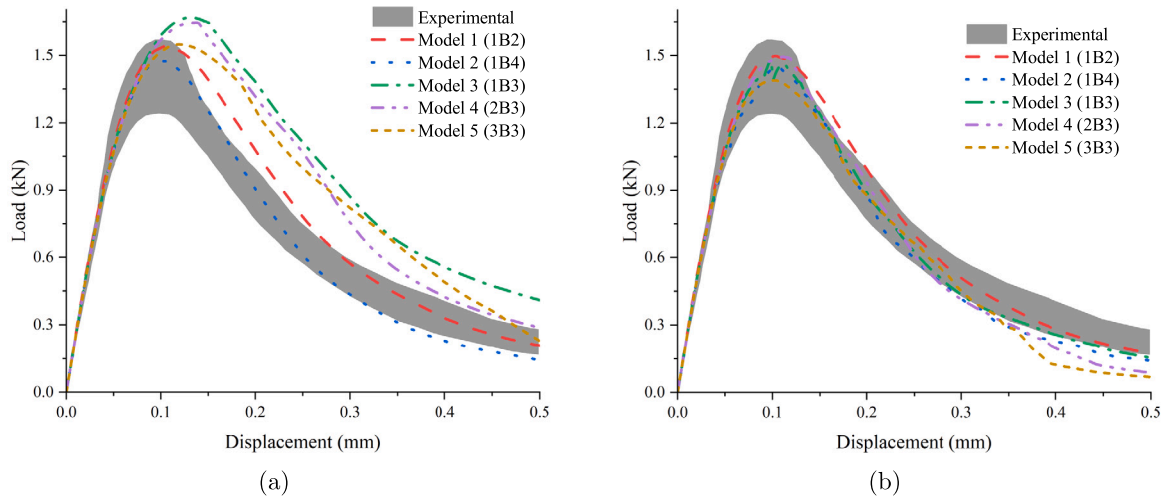 (a)
Load (kN)
1.5
1.2
0.9
0.6
0.3
0.0
0.0 0.1 0.2 0.3 0.4 0.5
Displacement (mm)
Experimental
Model 1 (1B2)
Model 2 (1B4)
Model 3 (1B3)
Model 4 (2B3)
Model 5 (3B3)
(a)
(b)
Load (kN)
1.5
1.2
0.9
0.6
0.3
0.0
0.0 0.1 0.2 0.3 0.4 0.5
Displacement (mm)
Experimental
Model 1 (1B2)
Model 2 (1B4)
Model 3 (1B3)
Model 4 (2B3)
Model 5 (3B3)
(b)